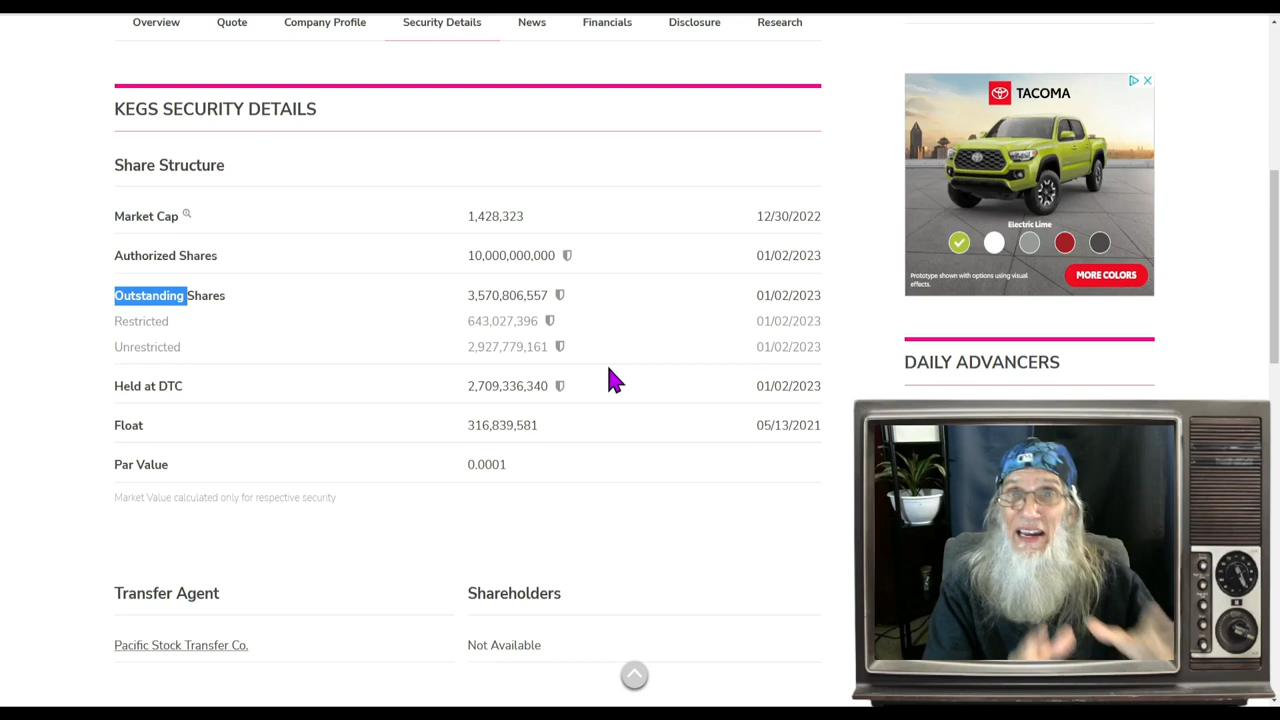 Overview Quote Company Profile Security Details News Financials Disclosure Research
KEGS SECURITY DETAILS
Share Structure
Market Cap 1,428,323 12/30/2022
Authorized Shares 10,000,000,000 01/02/2023
Outstanding Shares 3,570,806,557 01/02/2023
Restricted 643,027,396 01/02/2023
Unrestricted 2,927,779,161 01/02/2023
Held at DTC 2,709,336,340 01/02/2023
Float 316,839,581 05/13/2021
Par Value 0.0001
Market Value calculated only for respective security
Transfer Agent Shareholders
Pacific Stock Transfer Co. Not Available
TACOMA
Electric Lime
Prototype shown with options using visual
effects.
MORE COLORS
DAILY ADVANCERS